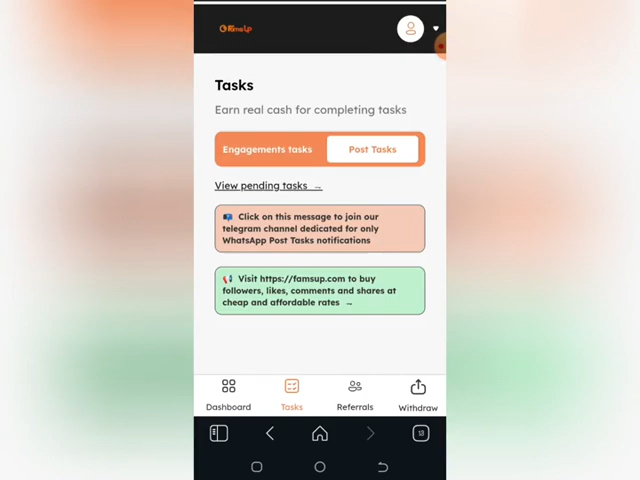 FamsUp
Tasks
Earn real cash for completing tasks
Engagements tasks
Post Tasks
View pending tasks →
📬 Click on this message to join our
telegram channel dedicated for only
WhatsApp Post Tasks notifications
📢 Visit https://famsup.com to buy
followers, likes, comments and shares at
cheap and affordable rates →
Dashboard
Tasks
Referrals
Withdraw